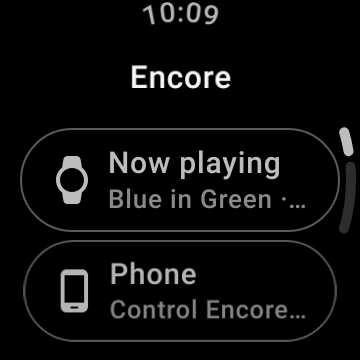 10:09
Encore
Now playing
Blue in Green ·…
Phone
Control Encore…